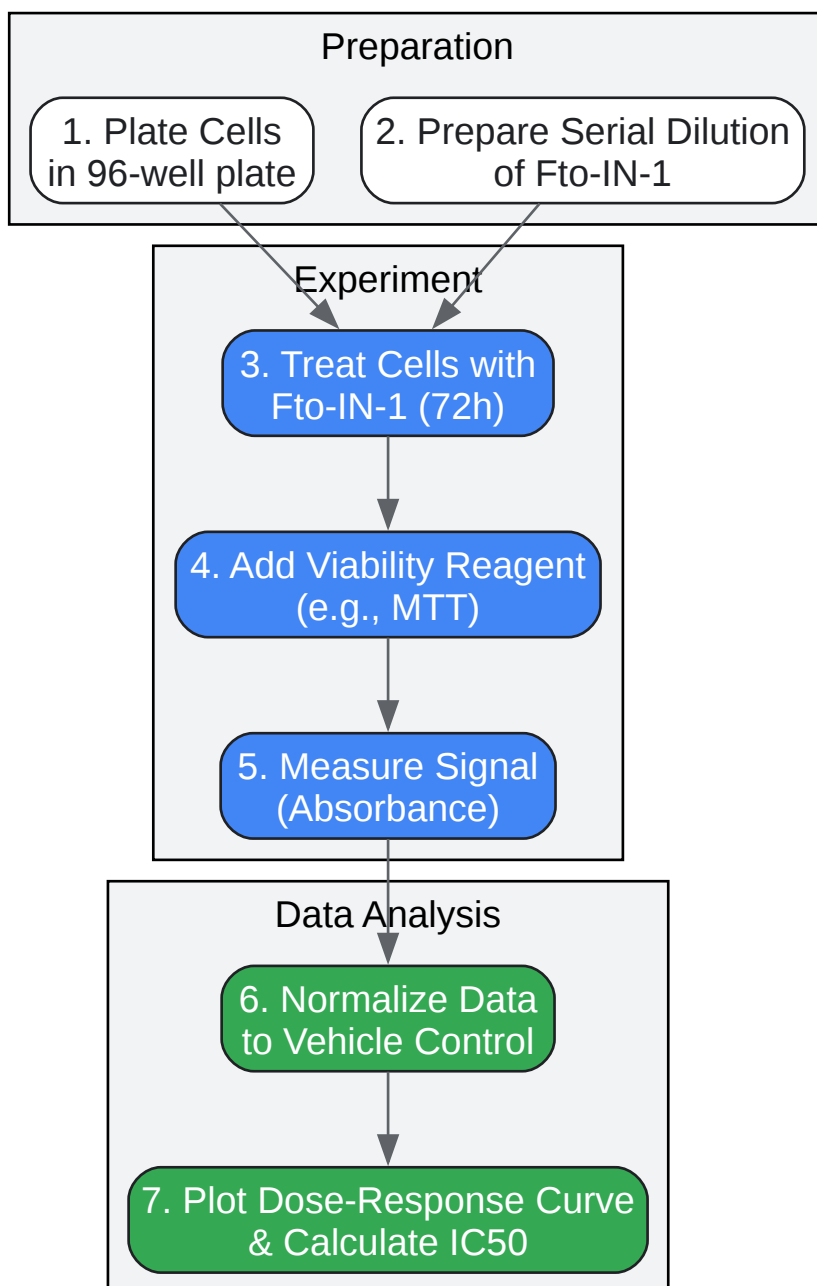 Preparation
1. Plate Cells
in 96-well plate
2. Prepare Serial Dilution
of Fto-IN-1
Experiment
3. Treat Cells with
Fto-IN-1 (72h)
4. Add Viability Reagent
(e.g., MTT)
5. Measure Signal
(Absorbance)
Data Analysis
6. Normalize Data
to Vehicle Control
7. Plot Dose-Response Curve
& Calculate IC50